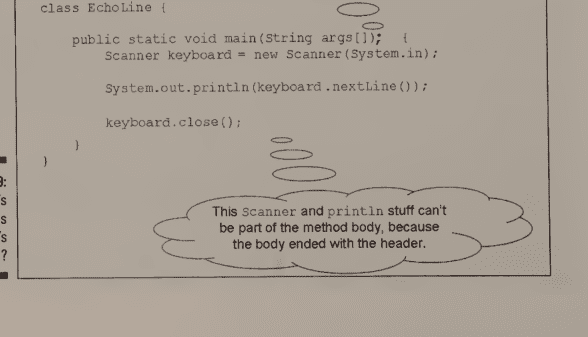 class EchoLine {
public static void main(String args[]); {
Scanner keyboard = new Scanner(System.in);
System.out.println(keyboard.nextLine());
keyboard.close();
}
}
9:
's
s
's
?
This Scanner and println stuff can't
be part of the method body, because
the body ended with the header.